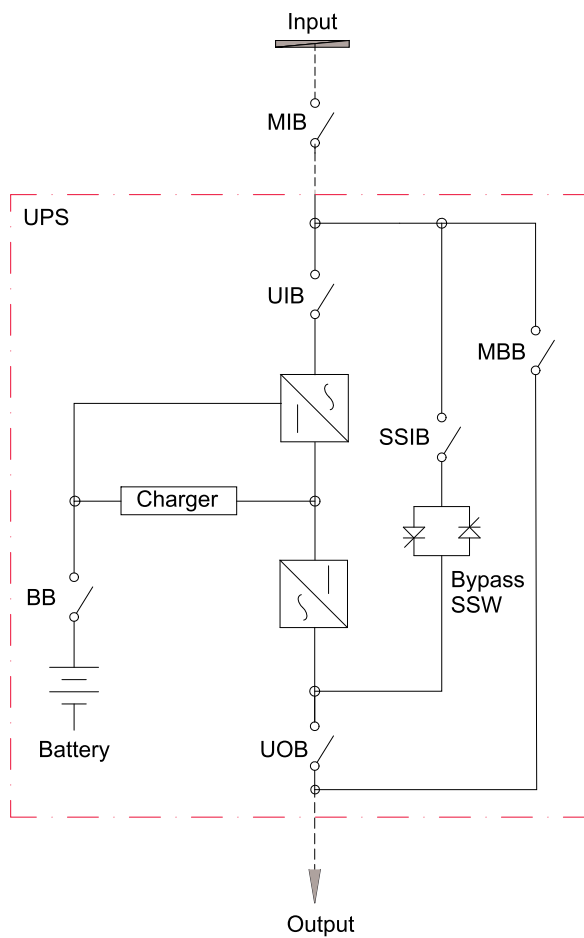 Input
MIB
UPS
UIB
MBB
SSIB
Charger
Bypass
SSW
BB
Battery
UOB
Output